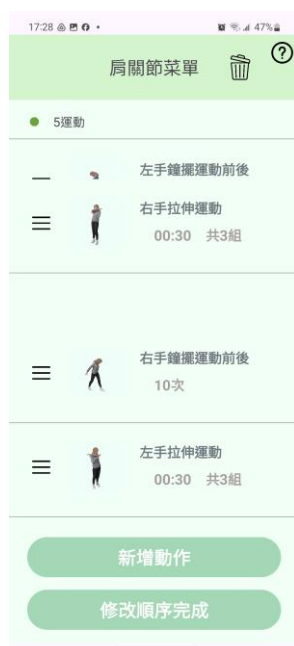 17:28 47%
肩關節菜單 ?
5運動
左手鐘擺運動前後
右手拉伸運動
00:30 共3組
右手鐘擺運動前後
10次
左手拉伸運動
00:30 共3組
新增動作
修改順序完成